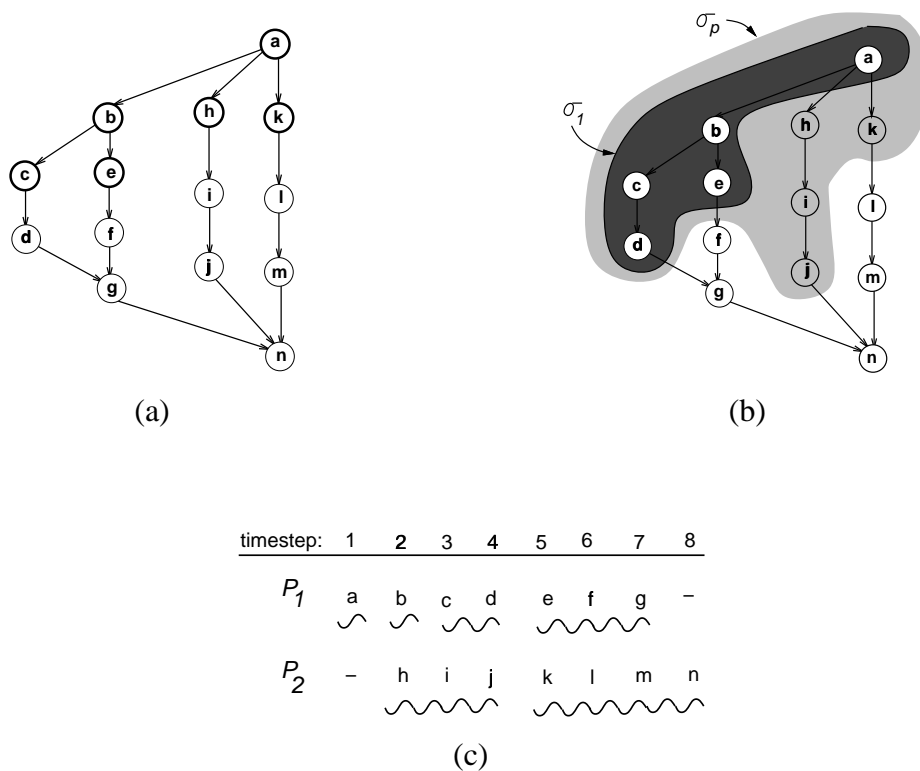 a
b
h
k
c
e
d
f
i
l
g
j
m
n
(a)
σp
σ1
a
b
h
k
c
e
d
f
i
l
g
j
m
n
(b)
timestep: 1 2 3 4 5 6 7 8
P1 a b c d e f g –
P2 – h i j k l m n
(c)